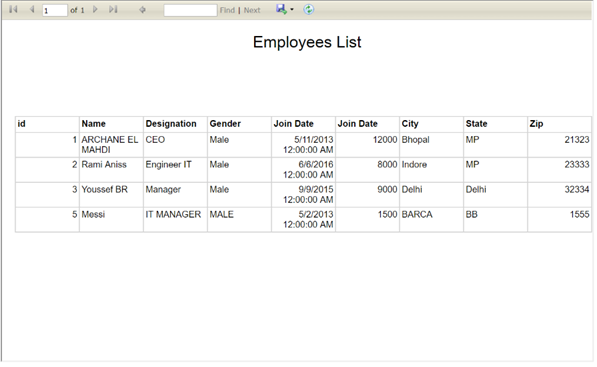 1 of 1 Find | Next
Employees List
id Name Designation Gender Join Date Join Date City State Zip
1 ARCHANE EL CEO Male 5/11/2013 12000 Bhopal MP 21323
MAHDI 12:00:00 AM
2 Rami Aniss Engineer IT Male 6/6/2016 8000 Indore MP 23333
12:00:00 AM
3 Youssef BR Manager Male 9/9/2015 9000 Delhi Delhi 32334
12:00:00 AM
5 Messi IT MANAGER MALE 5/2/2013 1500 BARCA BB 1555
12:00:00 AM